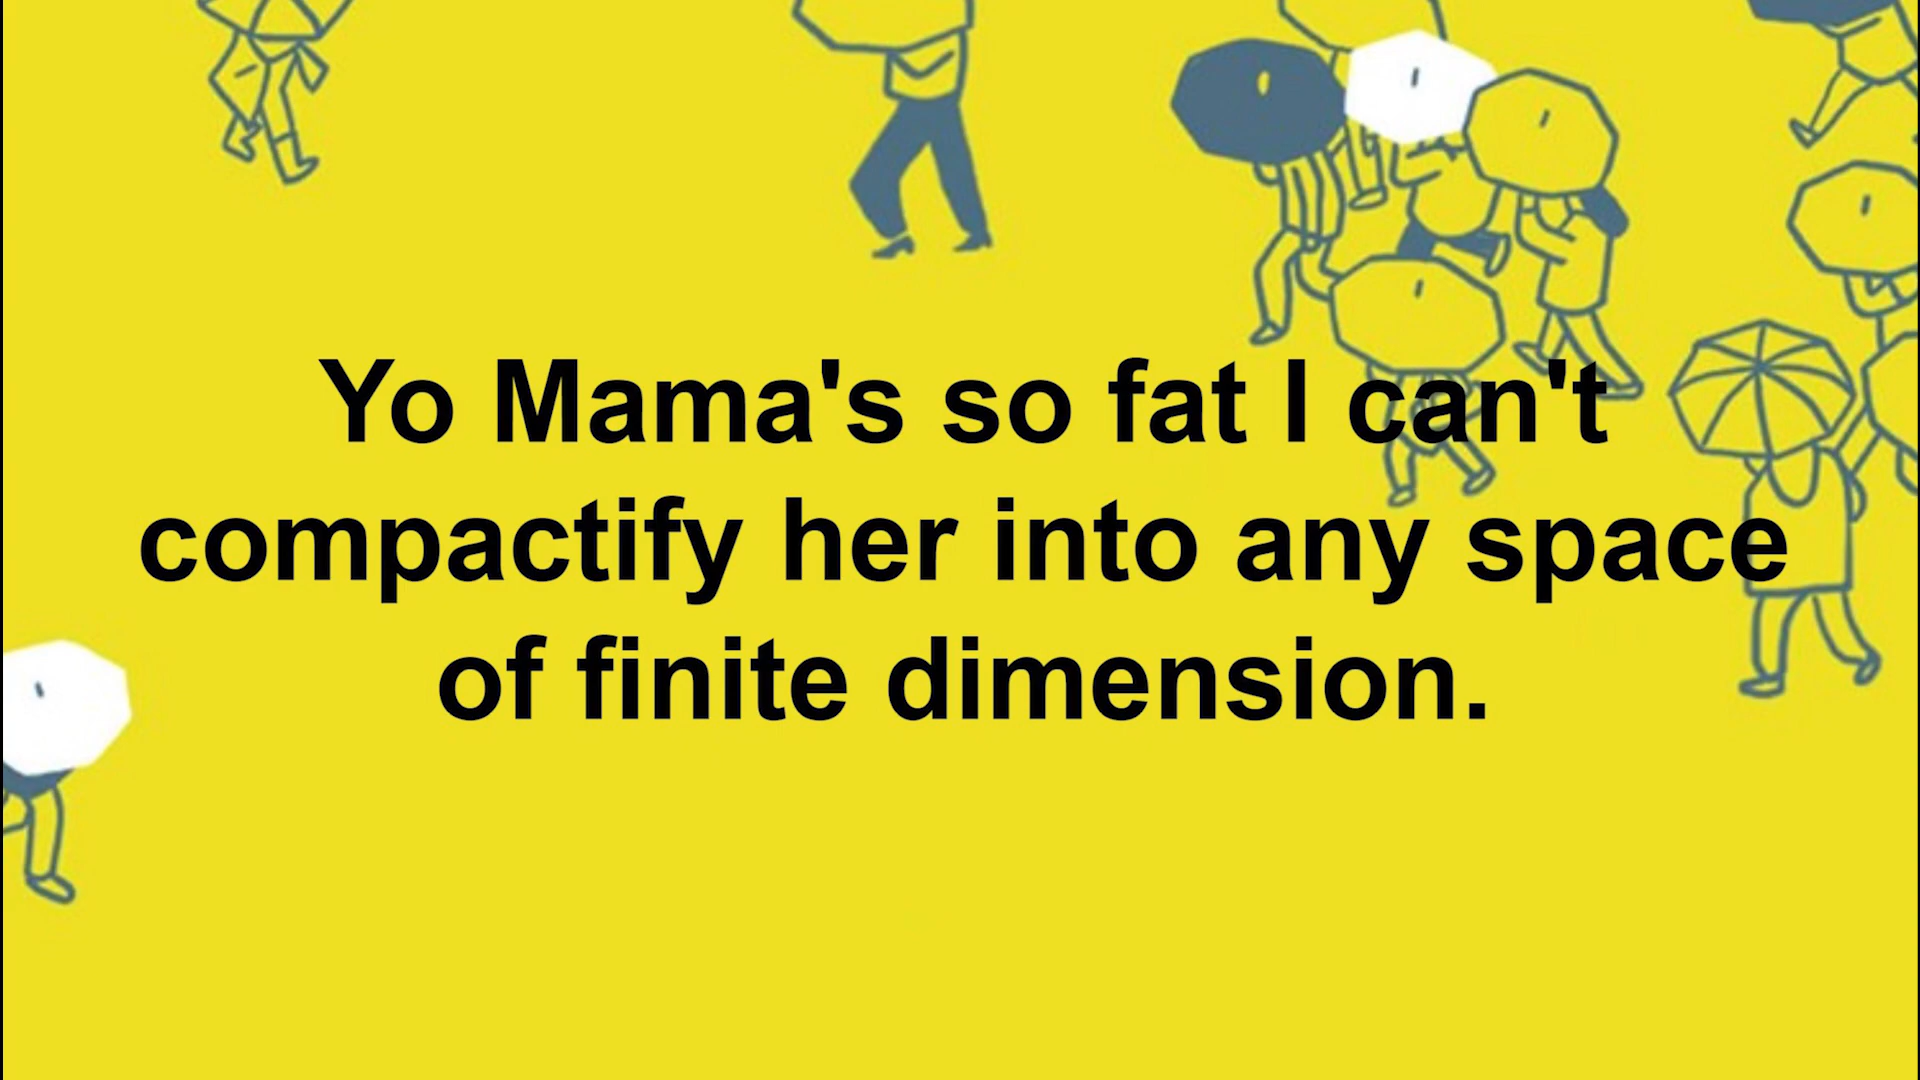 Yo Mama's so fat I can't
compactify her into any space
of finite dimension.